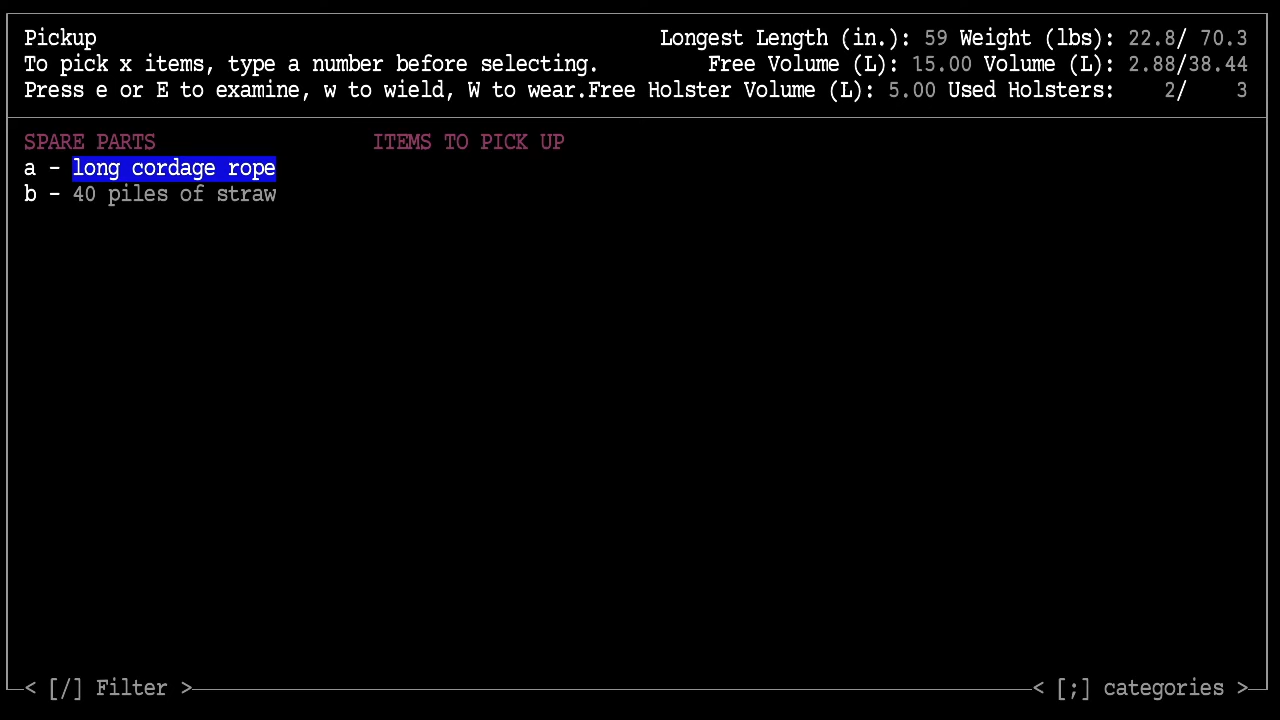 Pickup Longest Length (in.): 59 Weight (lbs): 22.8/ 70.3
To pick x items, type a number before selecting. Free Volume (L): 15.00 Volume (L): 2.88/38.44
Press e or E to examine, w to wield, W to wear.Free Holster Volume (L): 5.00 Used Holsters: 2/ 3
SPARE PARTS ITEMS TO PICK UP
a - long cordage rope
b - 40 piles of straw
< [/] Filter > < [;] categories >